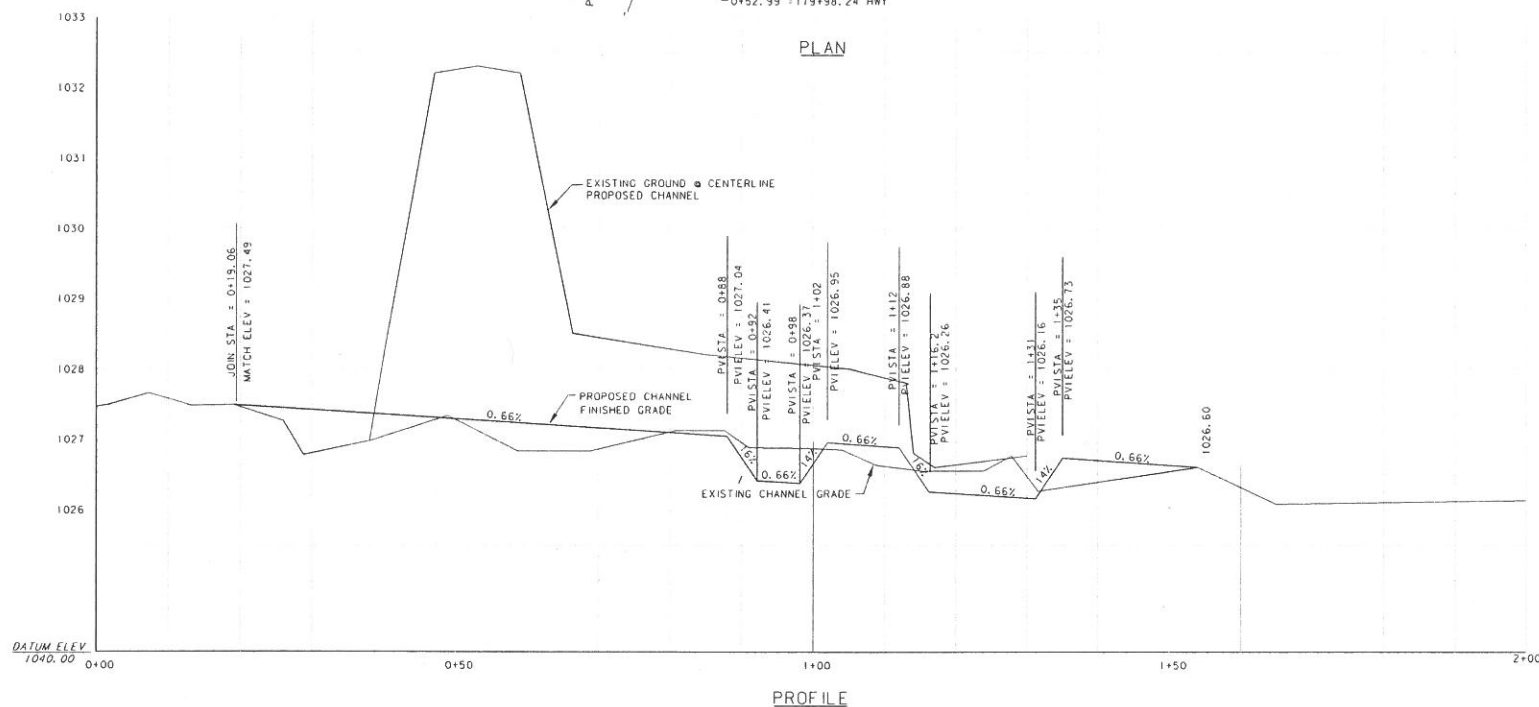 -0+52.99 =119+98.24 HWY
PLAN
1033
1032
1031
1030
1029
1028
1027
1026
DATUM ELEV
1040.00
EXISTING GROUND @ CENTERLINE
PROPOSED CHANNEL
JOIN STA = 0+19.06
MATCH ELEV = 1027.49
PROPOSED CHANNEL
FINISHED GRADE
0.66%
PVISTA = 0+88
PVIELEV = 1027.04
PVISTA = 0+92
PVIELEV = 1026.41
PVISTA = 0+98
PVIELEV = 1026.37
PVISTA = 1+02
PVIELEV = 1026.95
PVISTA = 1+12
PVIELEV = 1026.88
PVISTA = 1+16.2
PVIELEV = 1026.26
PVISTA = 1+31
PVIELEV = 1026.16
PVISTA = 1+35
PVIELEV = 1026.73
16%
0.66%
14%
0.66%
16%
0.66%
14%
0.66%
1026.60
EXISTING CHANNEL GRADE
0+00
0+50
1+00
1+50
2+00
PROFILE